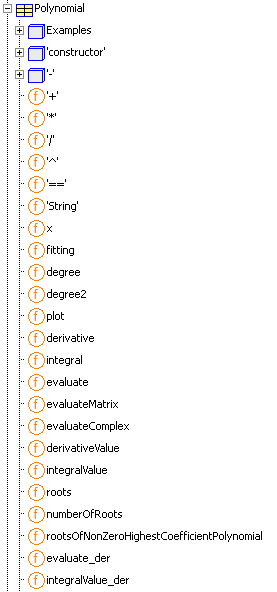 Polynomial
Examples
'constructor'
'-'
f '+'
f '*'
f '/'
f '^'
f '=='
f 'String'
f x
f fitting
f degree
f degree2
f plot
f derivative
f integral
f evaluate
f evaluateMatrix
f evaluateComplex
f derivativeValue
f integralValue
f roots
f numberOfRoots
f rootsOfNonZeroHighestCoefficientPolynomial
f evaluate_der
f integralValue_der